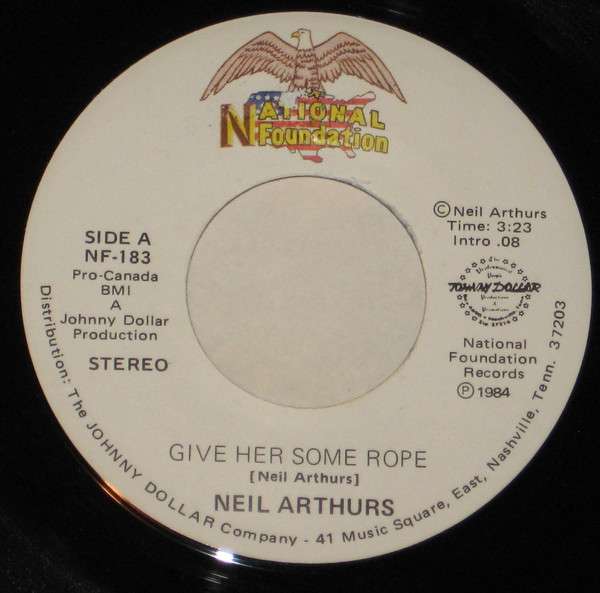 NATIONAL
Foundation
SIDE A
NF-183
Pro-Canada
BMI
A
Johnny Dollar
Production
STEREO
© Neil Arthurs
Time: 3:23
Intro .08
JOHNNY DOLLAR
National
Foundation
Records
℗ 1984
GIVE HER SOME ROPE
[Neil Arthurs]
NEIL ARTHURS
Distribution: The JOHNNY DOLLAR Company - 41 Music Square, East, Nashville, Tenn. 37203